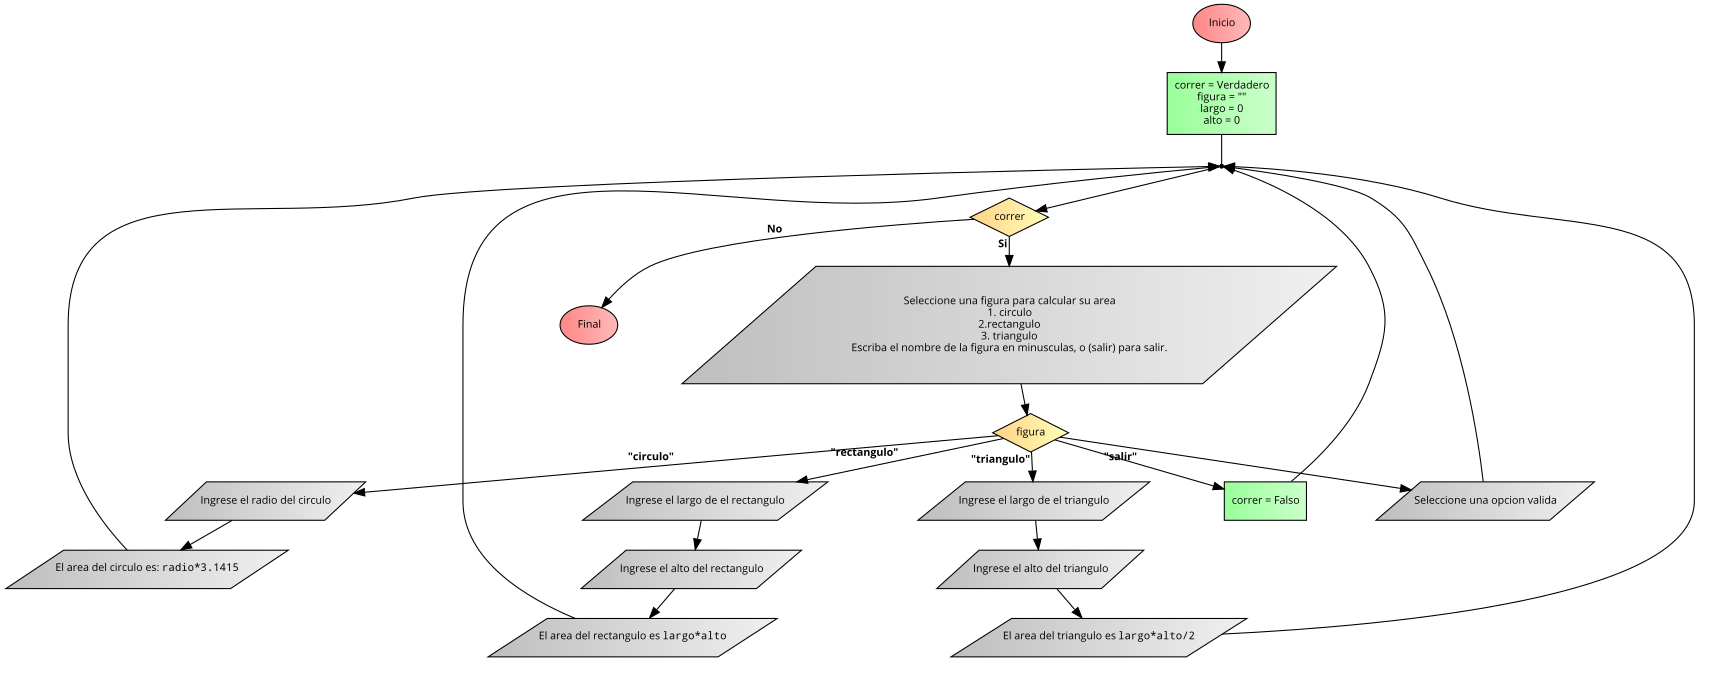 Inicio
correr = Verdadero
figura = ""
largo = 0
alto = 0
correr
No
Si
Final
Seleccione una figura para calcular su area
1. circulo
2.rectangulo
3. triangulo
Escriba el nombre de la figura en minusculas, o (salir) para salir.
figura
"circulo"
"rectangulo"
"triangulo"
"salir"
Ingrese el radio del circulo
Ingrese el largo de el rectangulo
Ingrese el largo de el triangulo
correr = Falso
Seleccione una opcion valida
El area del circulo es: radio*3.1415
Ingrese el alto del rectangulo
Ingrese el alto del triangulo
El area del rectangulo es largo*alto
El area del triangulo es largo*alto/2